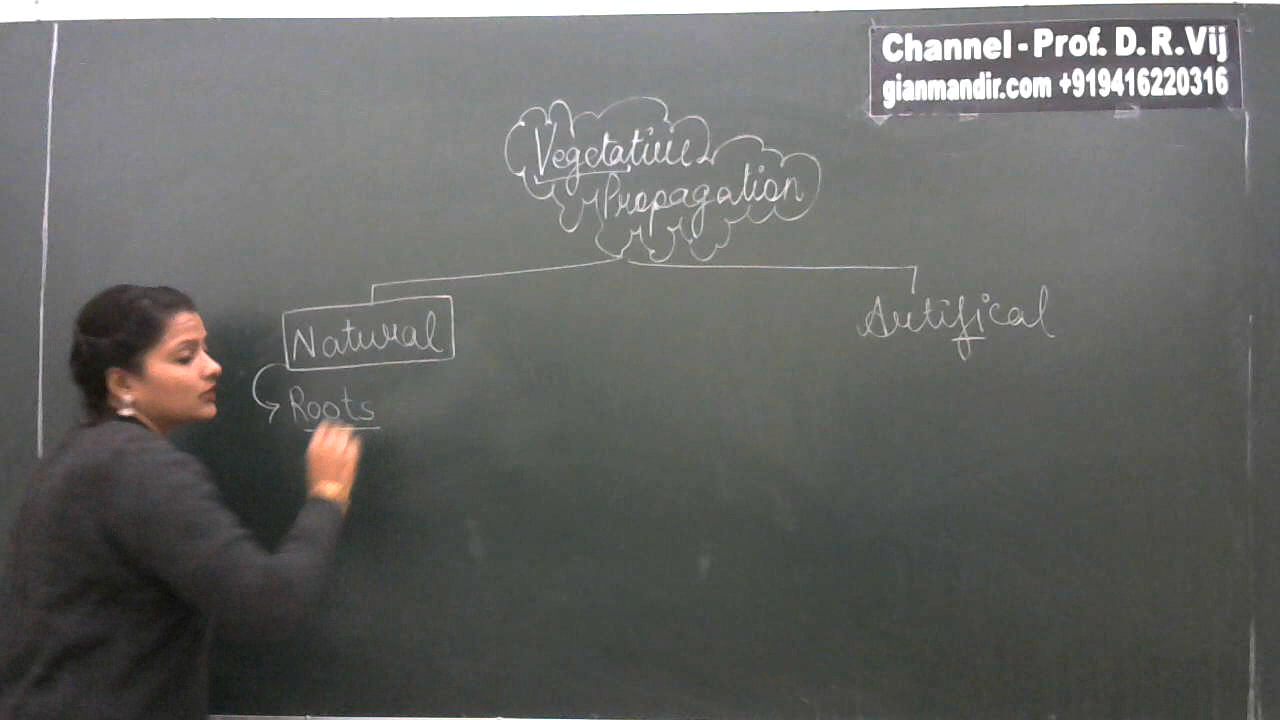 Channel - Prof. D. R. Vij
gianmandir.com +919416220316
Vegetative
Propagation
Natural
Artifical
Roots